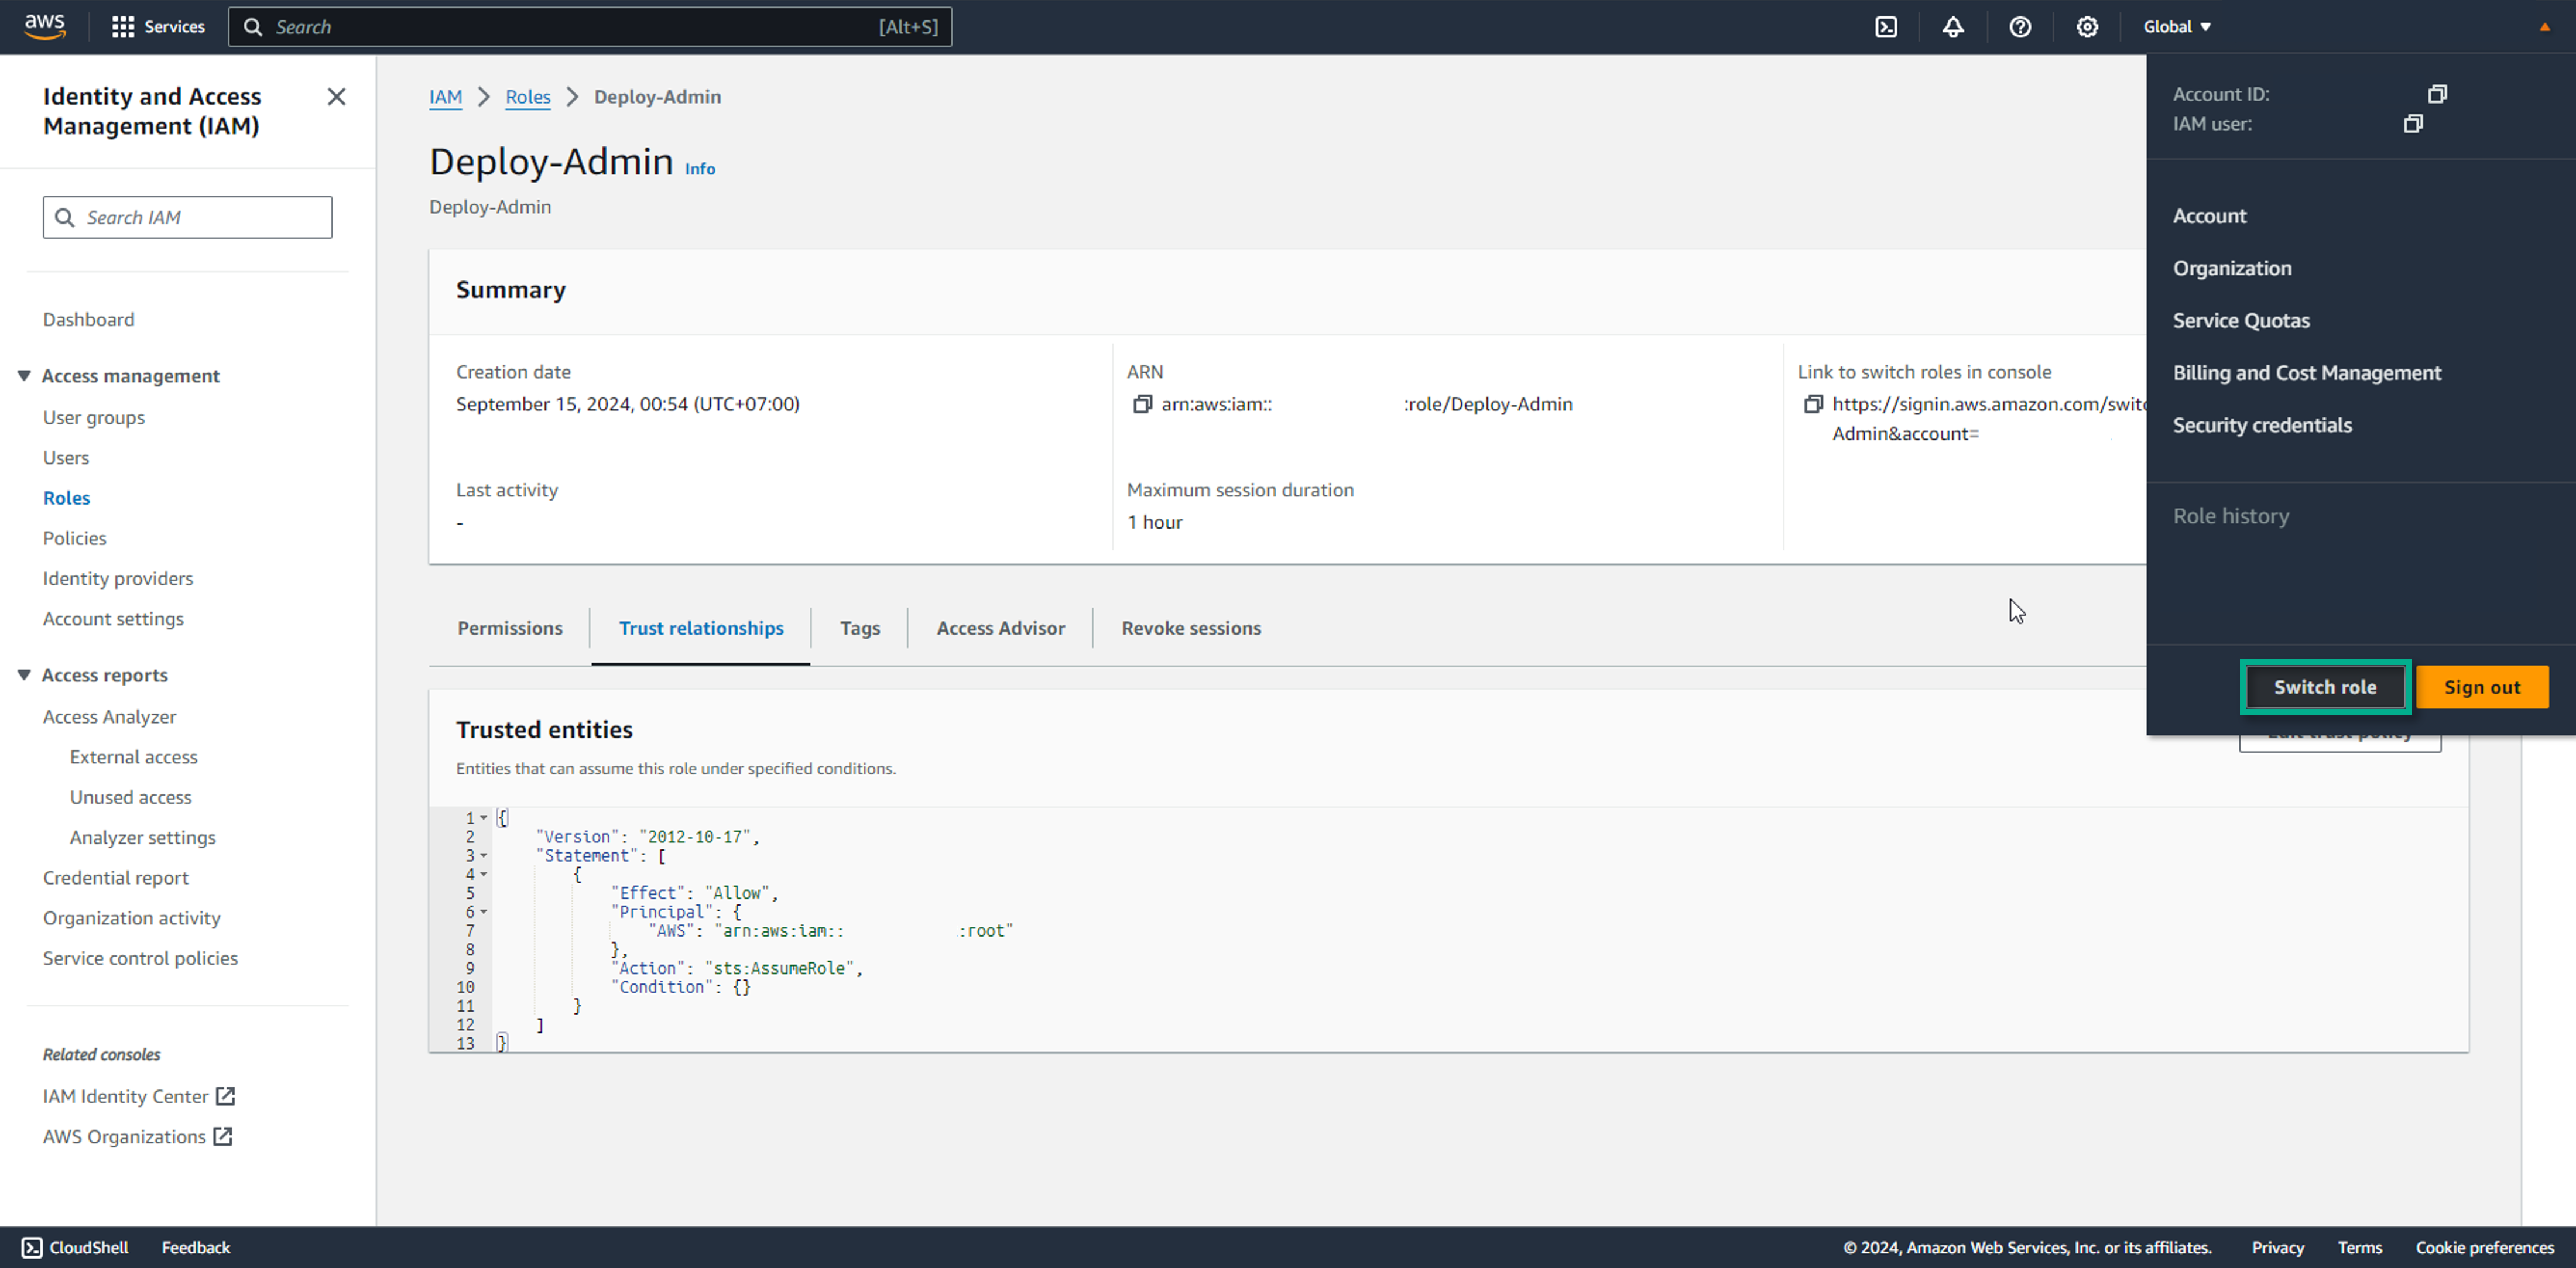 aws
Services
Search
[Alt+S]
Global
Identity and Access
Management (IAM)
Search IAM
Dashboard
Access management
User groups
Users
Roles
Policies
Identity providers
Account settings
Access reports
Access Analyzer
External access
Unused access
Analyzer settings
Credential report
Organization activity
Service control policies
Related consoles
IAM Identity Center
AWS Organizations
IAM > Roles > Deploy-Admin
Deploy-Admin Info
Deploy-Admin
Summary
Creation date
September 15, 2024, 00:54 (UTC+07:00)
Last activity
-
ARN
arn:aws:iam:: :role/Deploy-Admin
Maximum session duration
1 hour
Link to switch roles in console
https://signin.aws.amazon.com/switc
Admin&account=
Permissions
Trust relationships
Tags
Access Advisor
Revoke sessions
Trusted entities
Entities that can assume this role under specified conditions.
1 {
2 "Version": "2012-10-17",
3 "Statement": [
4 {
5 "Effect": "Allow",
6 "Principal": {
7 "AWS": "arn:aws:iam:: :root"
8 },
9 "Action": "sts:AssumeRole",
10 "Condition": {}
11 }
12 ]
13 }
Account ID:
IAM user:
Account
Organization
Service Quotas
Billing and Cost Management
Security credentials
Role history
Switch role
Sign out
Edit trust policy
CloudShell
Feedback
© 2024, Amazon Web Services, Inc. or its affiliates.
Privacy
Terms
Cookie preferences